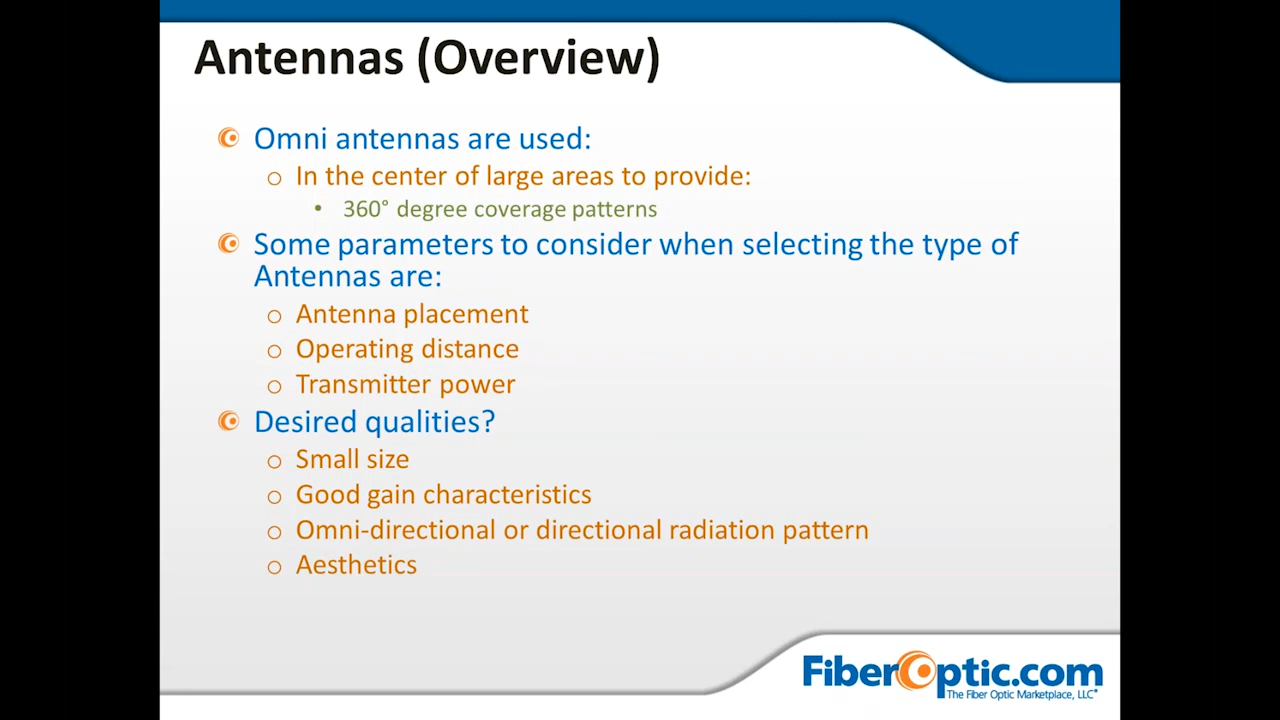 Antennas (Overview)
Omni antennas are used:
o In the center of large areas to provide:
• 360° degree coverage patterns
Some parameters to consider when selecting the type of
Antennas are:
o Antenna placement
o Operating distance
o Transmitter power
Desired qualities?
o Small size
o Good gain characteristics
o Omni-directional or directional radiation pattern
o Aesthetics
FiberOptic.com
The Fiber Optic Marketplace, LLC®